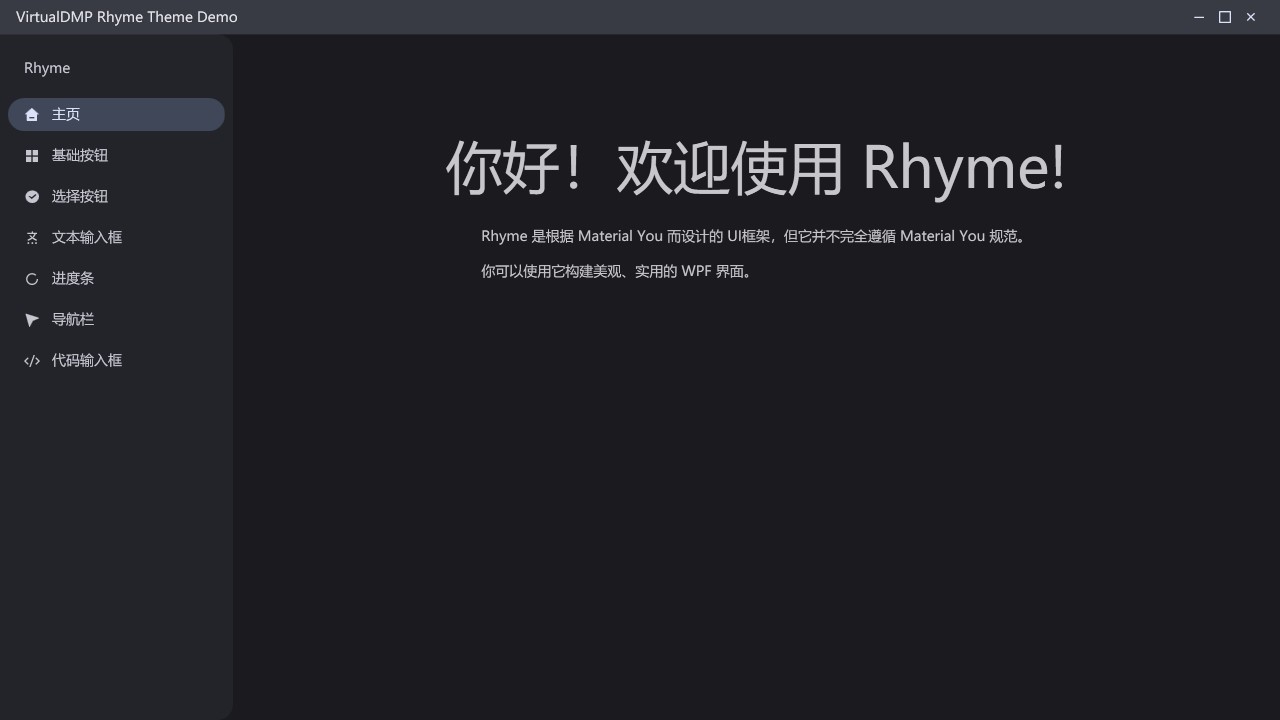 VirtualDMP Rhyme Theme Demo
Rhyme
主页
基础按钮
选择按钮
文本输入框
进度条
导航栏
代码输入框
你好！欢迎使用 Rhyme!
Rhyme 是根据 Material You 而设计的 UI框架，但它并不完全遵循 Material You 规范。
你可以使用它构建美观、实用的 WPF 界面。